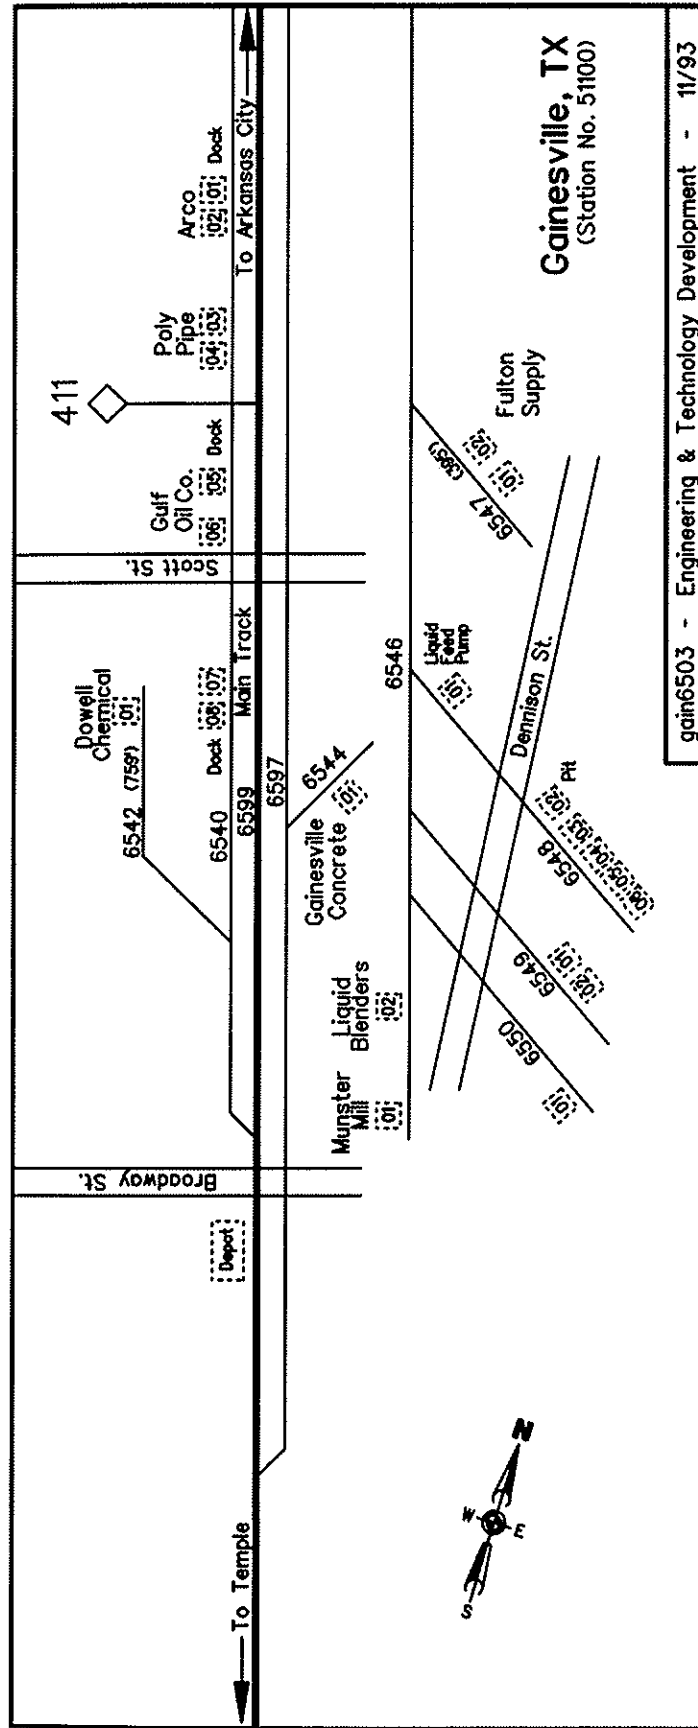 411
Arco
02 01 Dock
Poly
Pipe
04 03
Gulf
Oil Co.
06 05 Dock
Scott St.
To Arkansas City
Dowell
Chemical
01
6542 (759')
Dock 08 07
6540
6599 Main Track
6597
6544
01
Gainesville
Concrete
Broadway St.
Depot
To Temple
Munster
Mill
01
Liquid
Blenders
02
6546
Liquid
Feed
Pump
01
6547 (395')
01 02
Fulton
Supply
Dennison St.
6548
Pit
02
03
04
05
06
6549
02 01
6550
01
N
W
E
S
Gainesville, TX
(Station No. 51100)
gain6503 - Engineering & Technology Development - 11/93